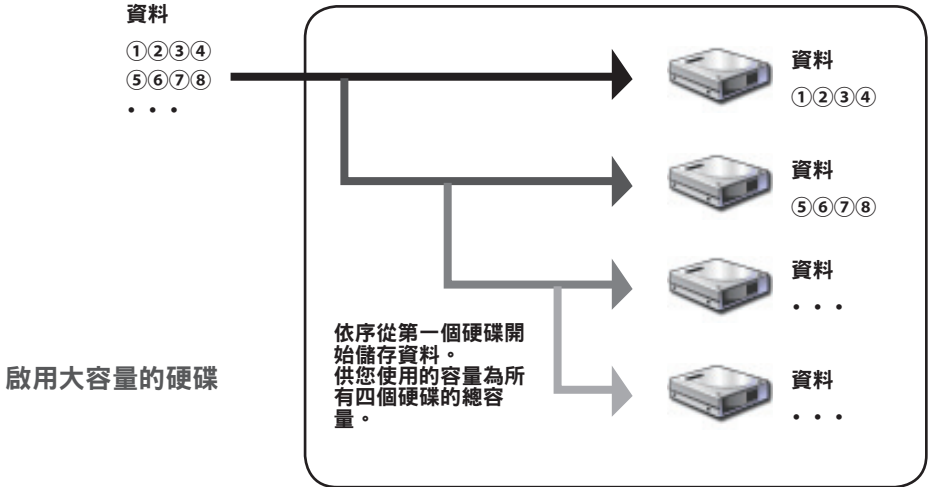 資料
①②③④
⑤⑥⑦⑧
・・・
資料
①②③④
資料
⑤⑥⑦⑧
資料
・・・
資料
・・・
依序從第一個硬碟開
始儲存資料。
供您使用的容量為所
有四個硬碟的總容
量。
啟用大容量的硬碟